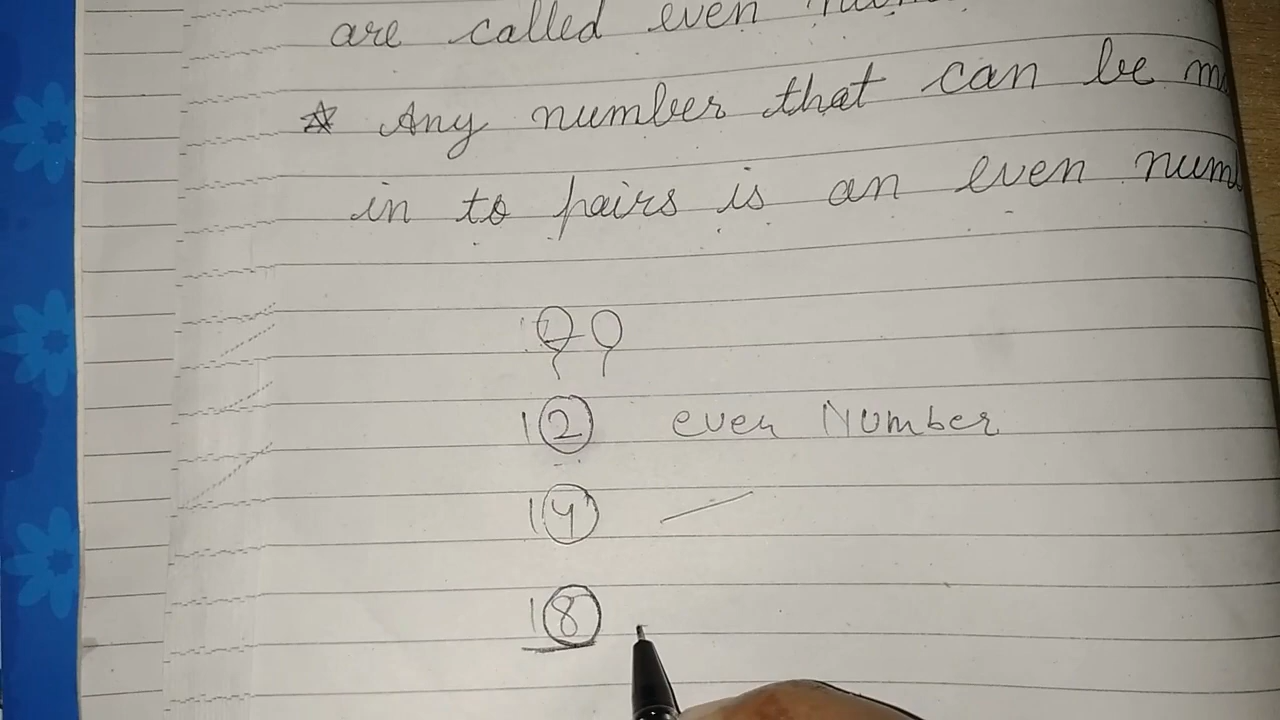 are called even
☆ Any number that can be
in to pairs is an even num
12 even Number
14
18